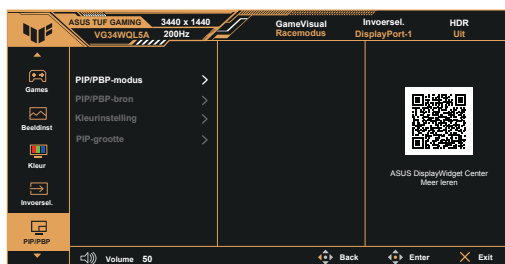 ASUS TUF GAMING 3440 x 1440
VG34WQL5A 200Hz
GameVisual
Racemodus
Invoersel.
DisplayPort-1
HDR
Uit
Games
Beeldinst
Kleur
Invoersel.
PIP/PBP
PIP/PBP-modus
PIP/PBP-bron
Kleurinstelling
PIP-grootte
ASUS DisplayWidget Center
Meer leren
Volume 50
Back
Enter
Exit